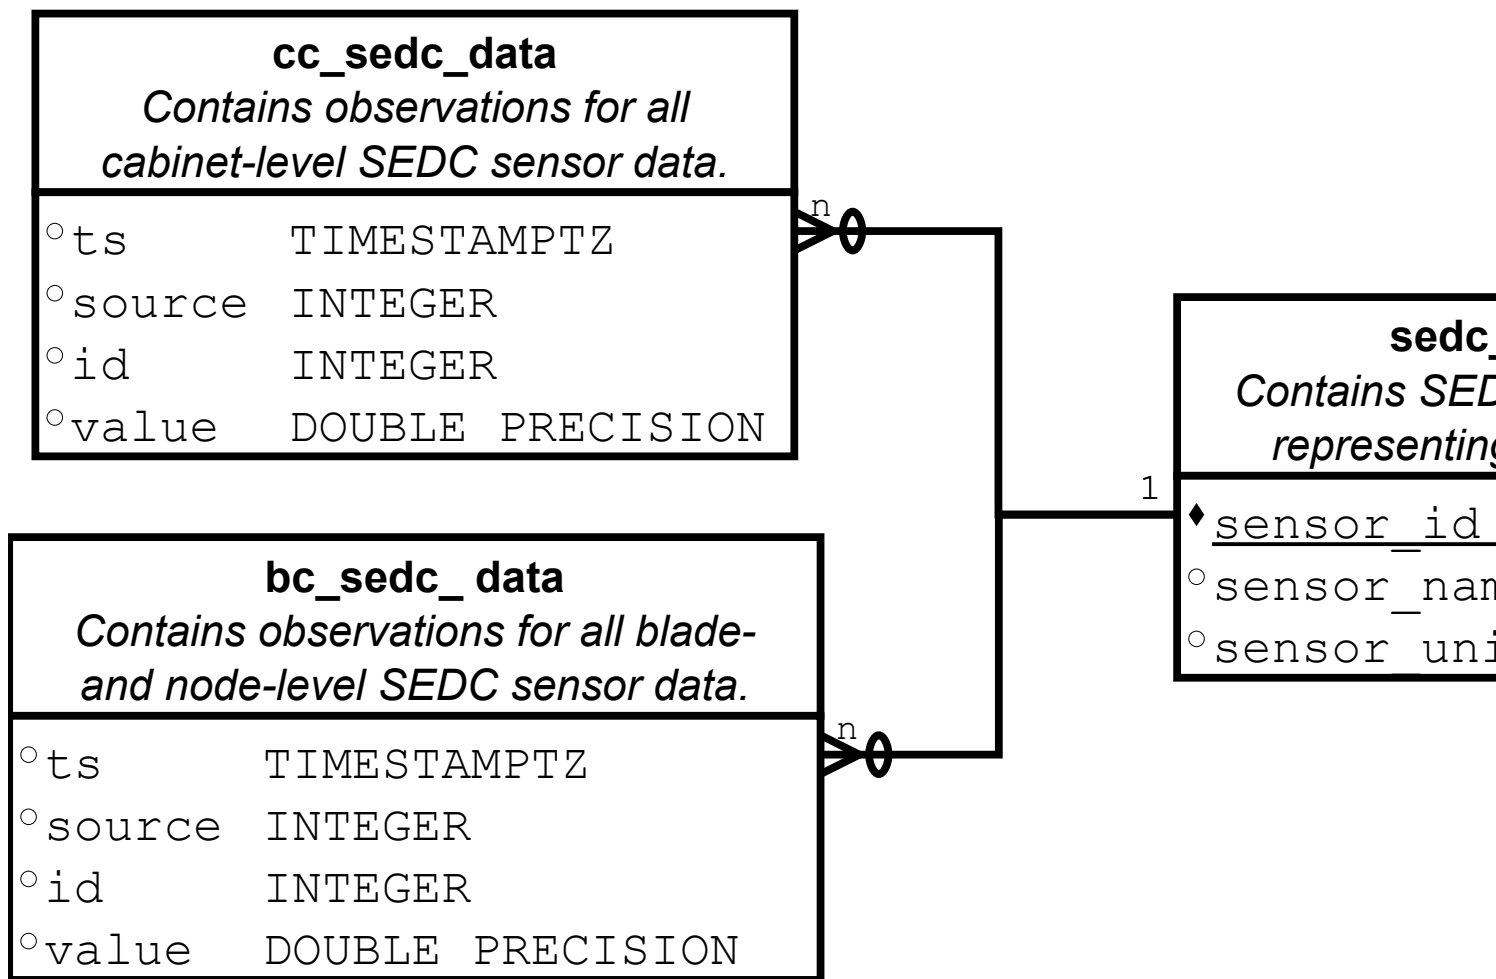 cc_sedc_data
Contains observations for all
cabinet-level SEDC sensor data.
ts TIMESTAMPTZ
source INTEGER
id INTEGER
value DOUBLE PRECISION
n
1
sedc_
Contains SED
representing
sensor_id
sensor_nam
sensor_uni
bc_sedc_ data
Contains observations for all blade-
and node-level SEDC sensor data.
ts TIMESTAMPTZ
source INTEGER
id INTEGER
value DOUBLE PRECISION
n